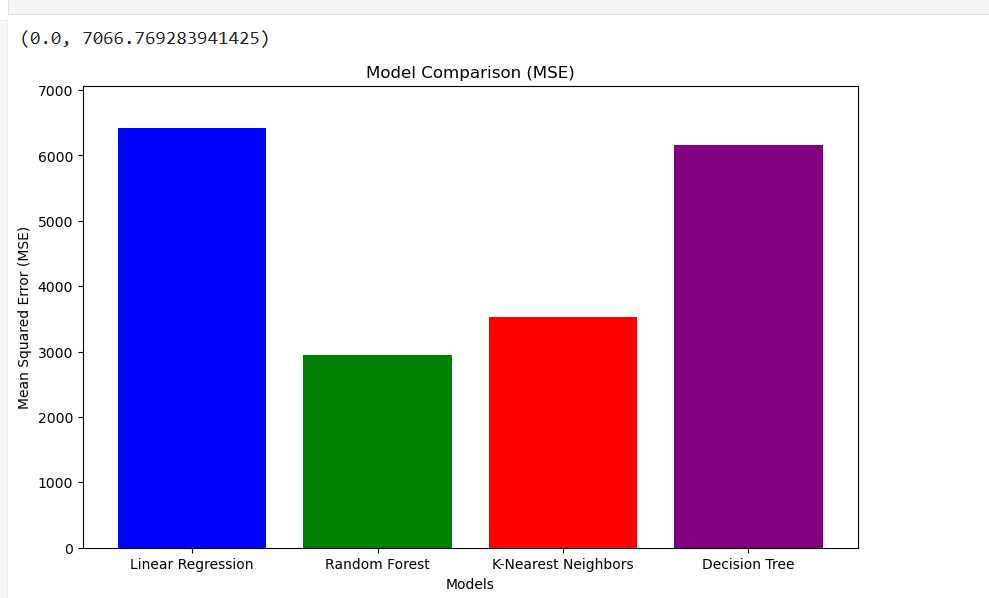 (0.0, 7066.769283941425)
Model Comparison (MSE)
7000
6000
5000
4000
3000
2000
1000
0
Mean Squared Error (MSE)
Linear Regression Random Forest K-Nearest Neighbors Decision Tree
Models